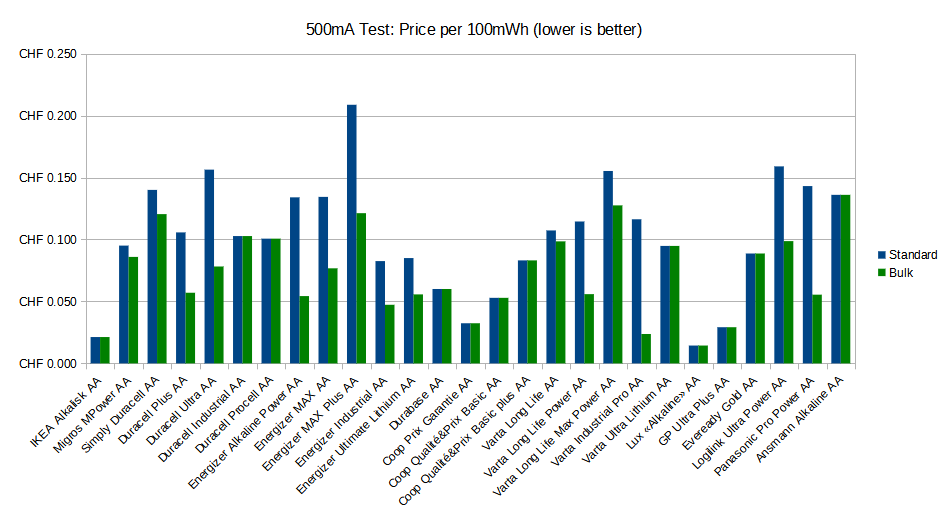 500mA Test: Price per 100mWh (lower is better)
CHF 0.250
CHF 0.200
CHF 0.150
CHF 0.100
CHF 0.050
CHF 0.000
Standard
Bulk
IKEA Alkalisk AA
Migros MPower AA
Simply Duracell AA
Duracell Plus AA
Duracell Ultra AA
Duracell Industrial AA
Duracell Procell AA
Energizer Alkaline Power AA
Energizer MAX AA
Energizer MAX Plus AA
Energizer Industrial AA
Energizer Ultimate Lithium AA
Durabase AA
Coop Prix Garantie AA
Coop Qualité&Prix Basic AA
Coop Qualité&Prix Basic plus AA
Varta Long Life AA
Varta Long Life Power AA
Varta Long Life Max Power AA
Varta Industrial Pro AA
Varta Ultra Lithium AA
Lux «Alkaline» AA
GP Ultra Plus AA
Eveready Gold AA
Logilink Ultra Power AA
Panasonic Pro Power AA
Ansmann Alkaline AA